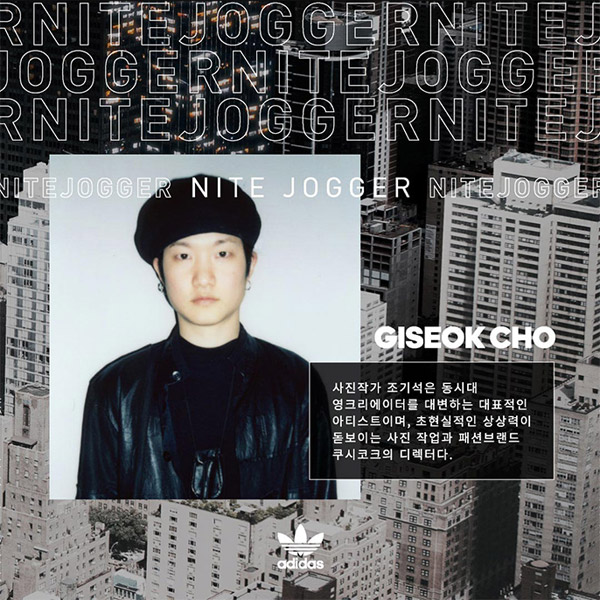 RNITEJOGGERNITEJ
JOGGERNITEJOGGER
RNITEJOGGERNITEJ
NITEJOGGER NITE JOGGER NITEJOGGER
GISEOK CHO
사진작가 조기석은 동시대
영크리에이터를 대변하는 대표적인
아티스트이며, 초현실적인 상상력이
돋보이는 사진 작업과 패션브랜드
쿠시코크의 디렉터다.
adidas